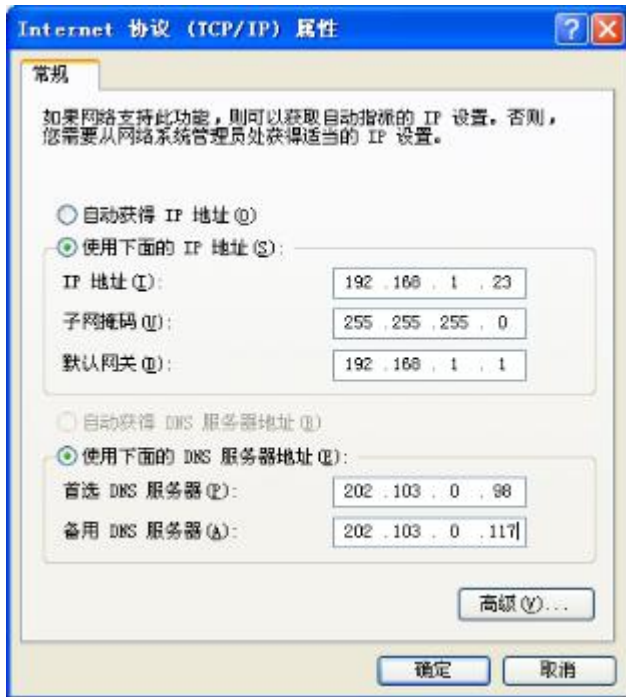 Internet 协议 (TCP/IP) 属性
常规
如果网络支持此功能,则可以获取自动指派的 IP 设置。否则,
您需要从网络系统管理员处获得适当的 IP 设置。
自动获得 IP 地址(O)
使用下面的 IP 地址(S):
IP 地址(I): 192 .168 . 1 . 23
子网掩码(U): 255 .255 .255 . 0
默认网关(D): 192 .168 . 1 . 1
自动获得 DNS 服务器地址(B)
使用下面的 DNS 服务器地址(E):
首选 DNS 服务器(P): 202 .103 . 0 . 98
备用 DNS 服务器(A): 202 .103 . 0 .117
高级(V)...
确定 取消